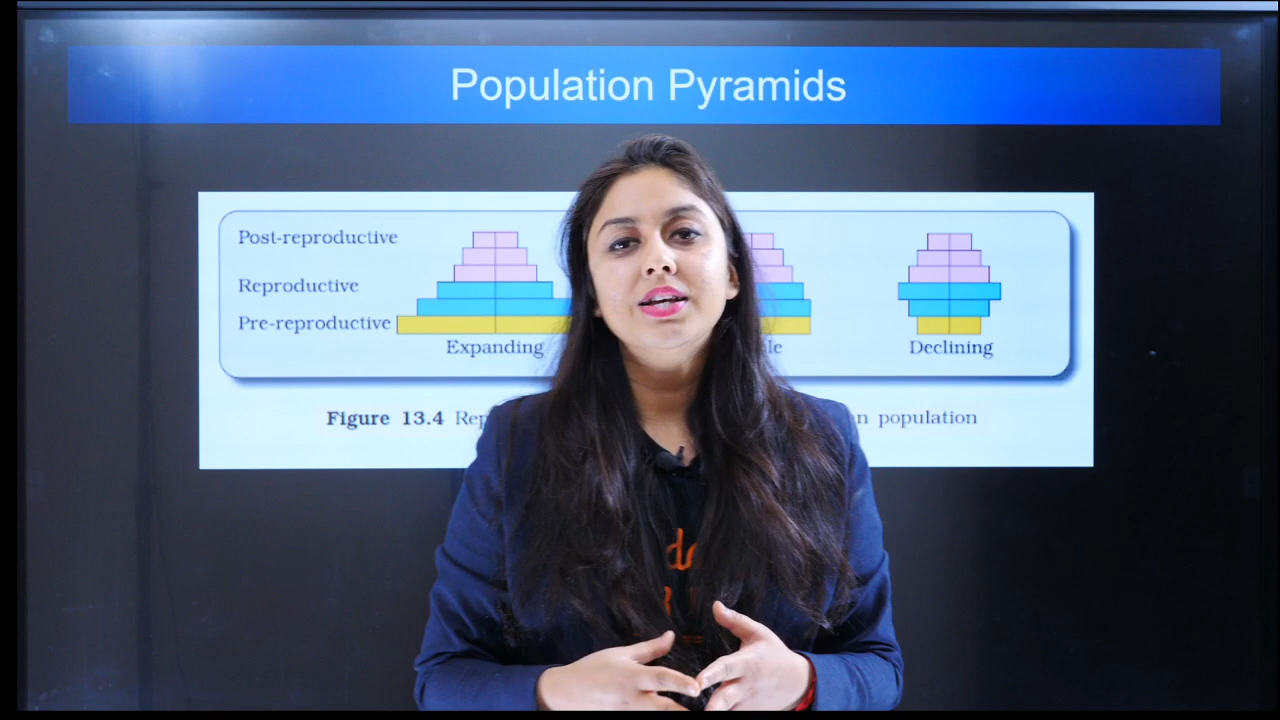 Population Pyramids
Post-reproductive
Reproductive
Pre-reproductive
Expanding
Declining
Figure 13.4
population